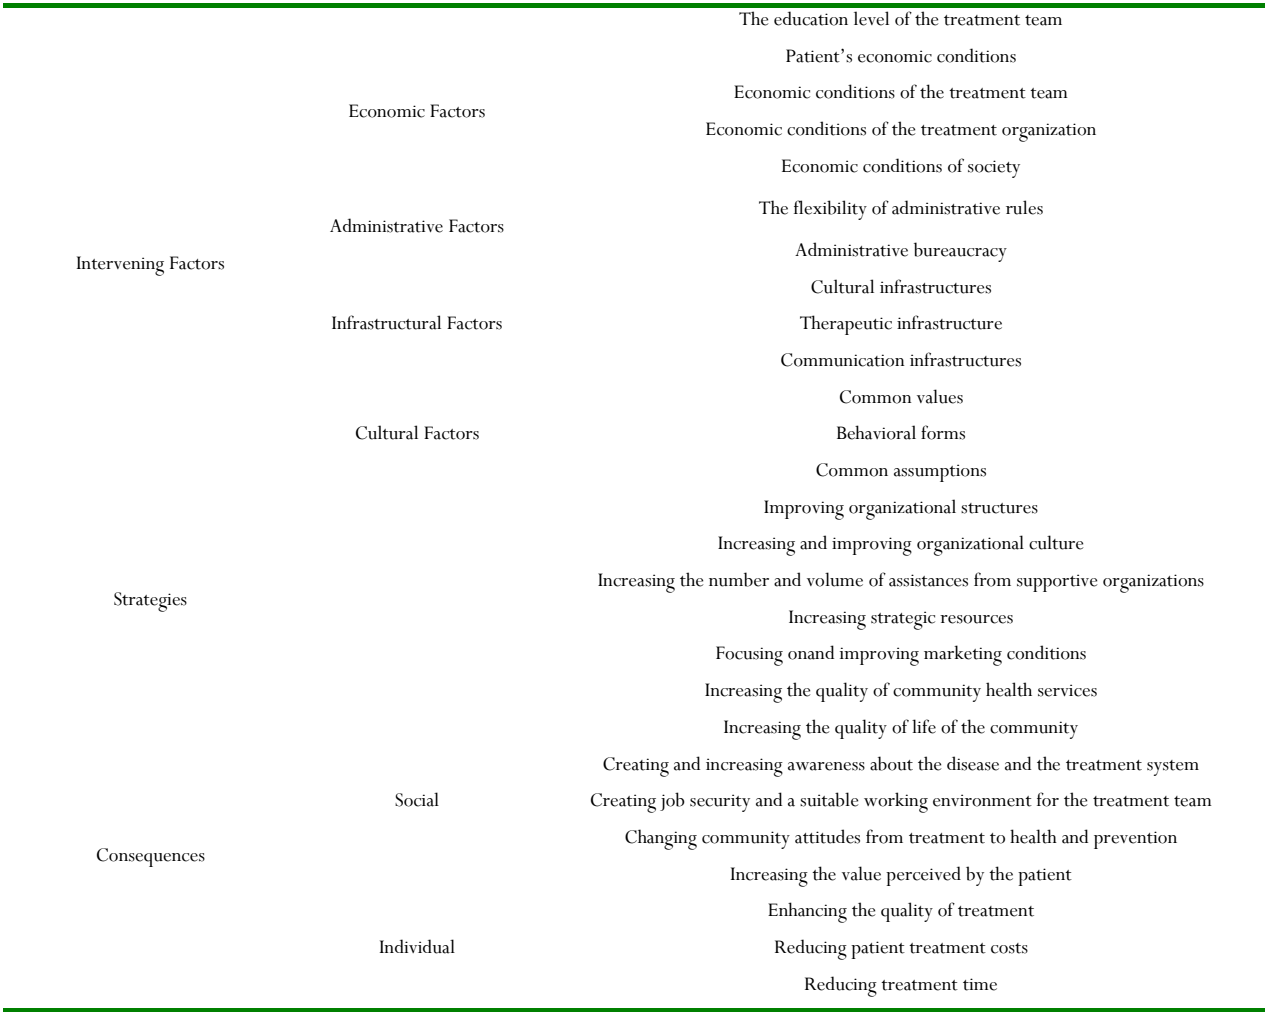 The education level of the treatment team
Patient’s economic conditions
Economic conditions of the treatment team
Economic Factors
Economic conditions of the treatment organization
Economic conditions of society
The flexibility of administrative rules
Administrative Factors
Administrative bureaucracy
Intervening Factors
Cultural infrastructures
Infrastructural Factors
Therapeutic infrastructure
Communication infrastructures
Common values
Cultural Factors
Behavioral forms
Common assumptions
Improving organizational structures
Increasing and improving organizational culture
Increasing the number and volume of assistances from supportive organizations
Strategies
Increasing strategic resources
Focusing onand improving marketing conditions
Increasing the quality of community health services
Increasing the quality of life of the community
Creating and increasing awareness about the disease and the treatment system
Social
Creating job security and a suitable working environment for the treatment team
Changing community attitudes from treatment to health and prevention
Consequences
Increasing the value perceived by the patient
Enhancing the quality of treatment
Individual
Reducing patient treatment costs
Reducing treatment time